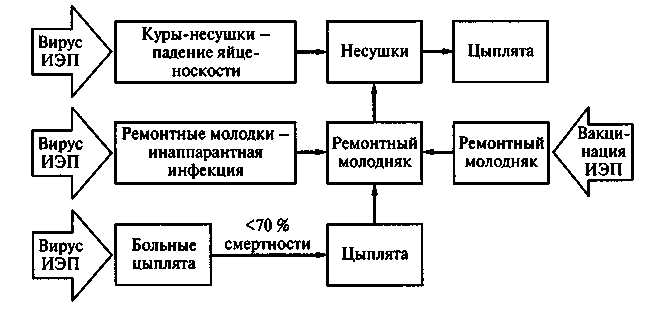 Вирус
ИЭП
Куры-несушки –
падение яйце-
носкости
Несушки
Цыплята
Вирус
ИЭП
Ремонтные молодки –
инаппарантная
инфекция
Ремонтный
молодняк
Ремонтный
молодняк
Вакци-
нация
ИЭП
Вирус
ИЭП
Больные
цыплята
<70 %
смертности
Цыплята